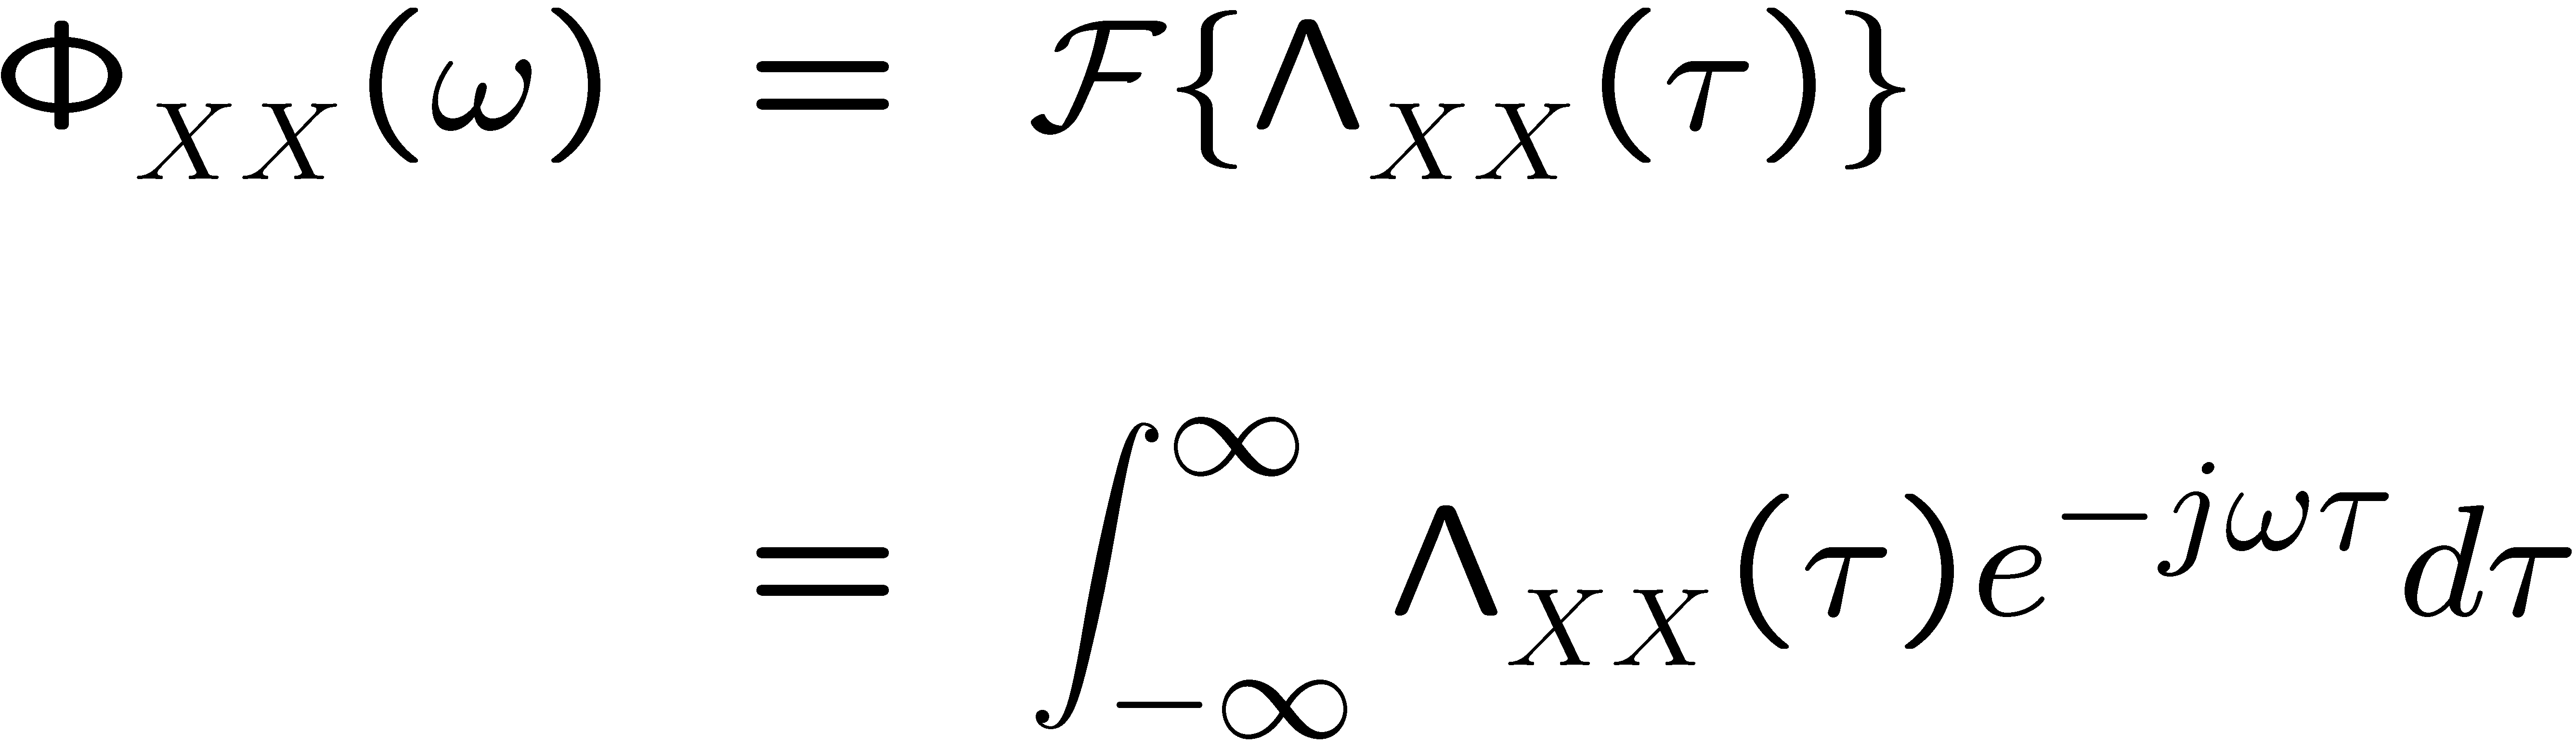 Φ_{XX}(ω) = ℱ{Λ_{XX}(τ)}
= ∫_{-∞}^{∞} Λ_{XX}(τ)e^{-jωτ}dτ